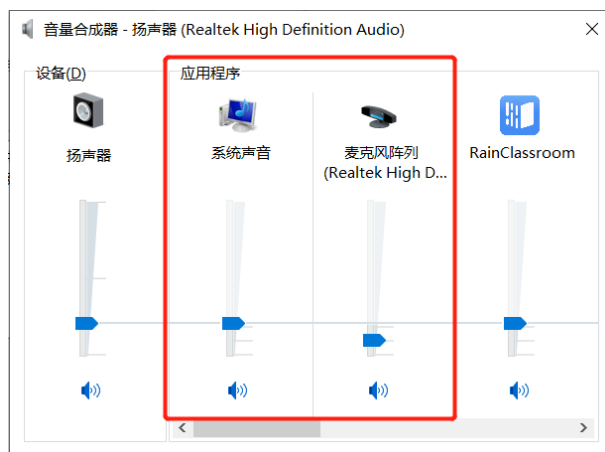 音量合成器 - 扬声器 (Realtek High Definition Audio)
设备(D)
应用程序
扬声器
系统声音
麦克风阵列
(Realtek High D...
RainClassroom